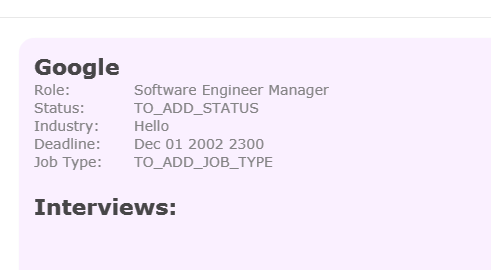 Google
Role: Software Engineer Manager
Status: TO_ADD_STATUS
Industry: Hello
Deadline: Dec 01 2002 2300
Job Type: TO_ADD_JOB_TYPE
Interviews: